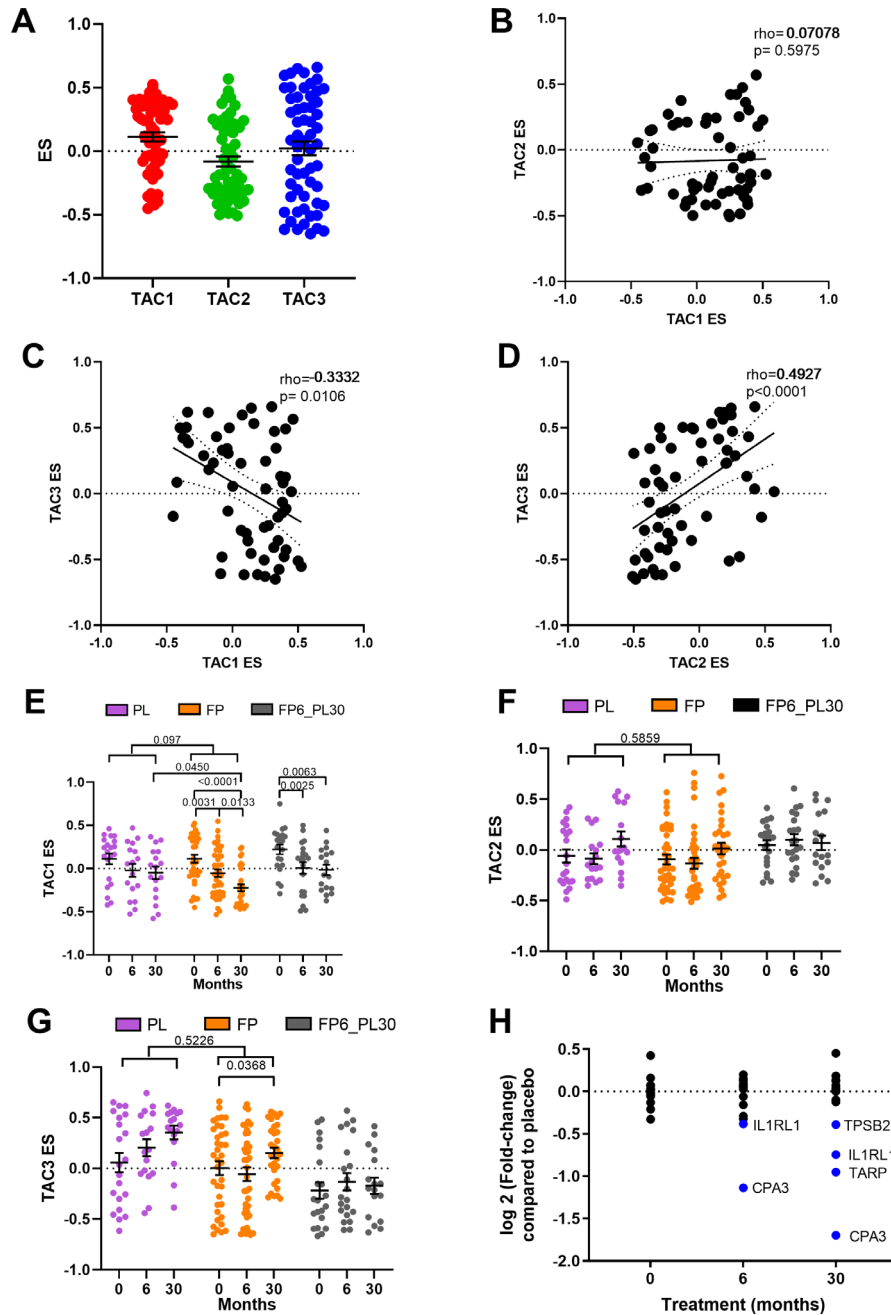 A
ES
1.0
0.5
0.0
-0.5
-1.0
TAC1 TAC2 TAC3
B
rho= 0.07078
p= 0.5975
TAC2 ES
1.0
0.5
0.0
-0.5
-1.0
-1.0 -0.5 0.0 0.5 1.0
TAC1 ES
C
rho=-0.3332
p= 0.0106
TAC3 ES
1.0
0.5
0.0
-0.5
-1.0
-1.0 -0.5 0.0 0.5 1.0
TAC1 ES
D
rho=0.4927
p<0.0001
TAC3 ES
1.0
0.5
0.0
-0.5
-1.0
-1.0 -0.5 0.0 0.5 1.0
TAC2 ES
E
PL FP FP6_PL30
0.097
0.0450
<0.0001
0.0031 0.0133
0.0063
0.0025
TAC1 ES
1.0
0.5
0.0
-0.5
-1.0
0 6 30 0 6 30 0 6 30
Months
F
PL FP FP6_PL30
0.5859
TAC2 ES
1.0
0.5
0.0
-0.5
-1.0
0 6 30 0 6 30 0 6 30
Months
G
PL FP FP6_PL30
0.5226
0.0368
TAC3 ES
1.0
0.5
0.0
-0.5
-1.0
0 6 30 0 6 30 0 6 30
Months
H
log 2 (Fold-change)
compared to placebo
0.5
0.0
-0.5
-1.0
-1.5
-2.0
IL1RL1
CPA3
TPSB2
IL1RL1
TARP
CPA3
0 6 30
Treatment (months)